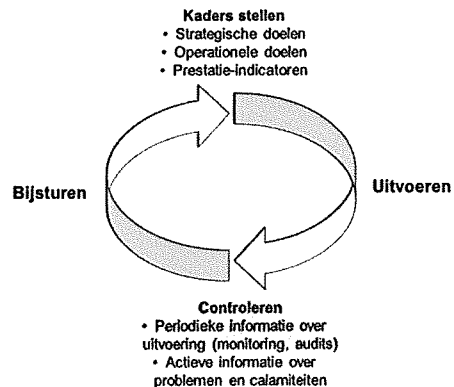 Kaders stellen
• Strategische doelen
• Operationele doelen
• Prestatie-indicatoren
Bijsturen
Uitvoeren
Controleren
• Periodieke informatie over
uitvoering (monitoring, audits)
• Actieve informatie over
problemen en calamiteiten